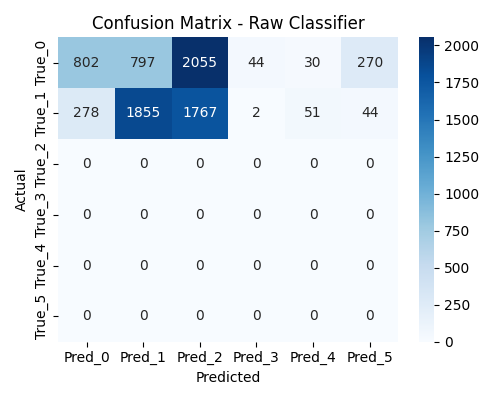 Confusion Matrix - Raw Classifier
Actual
True_0 802 797 2055 44 30 270
True_1 278 1855 1767 2 51 44
True_2 0 0 0 0 0 0
True_3 0 0 0 0 0 0
True_4 0 0 0 0 0 0
True_5 0 0 0 0 0 0
Pred_0 Pred_1 Pred_2 Pred_3 Pred_4 Pred_5
Predicted
2000
1750
1500
1250
1000
750
500
250
0